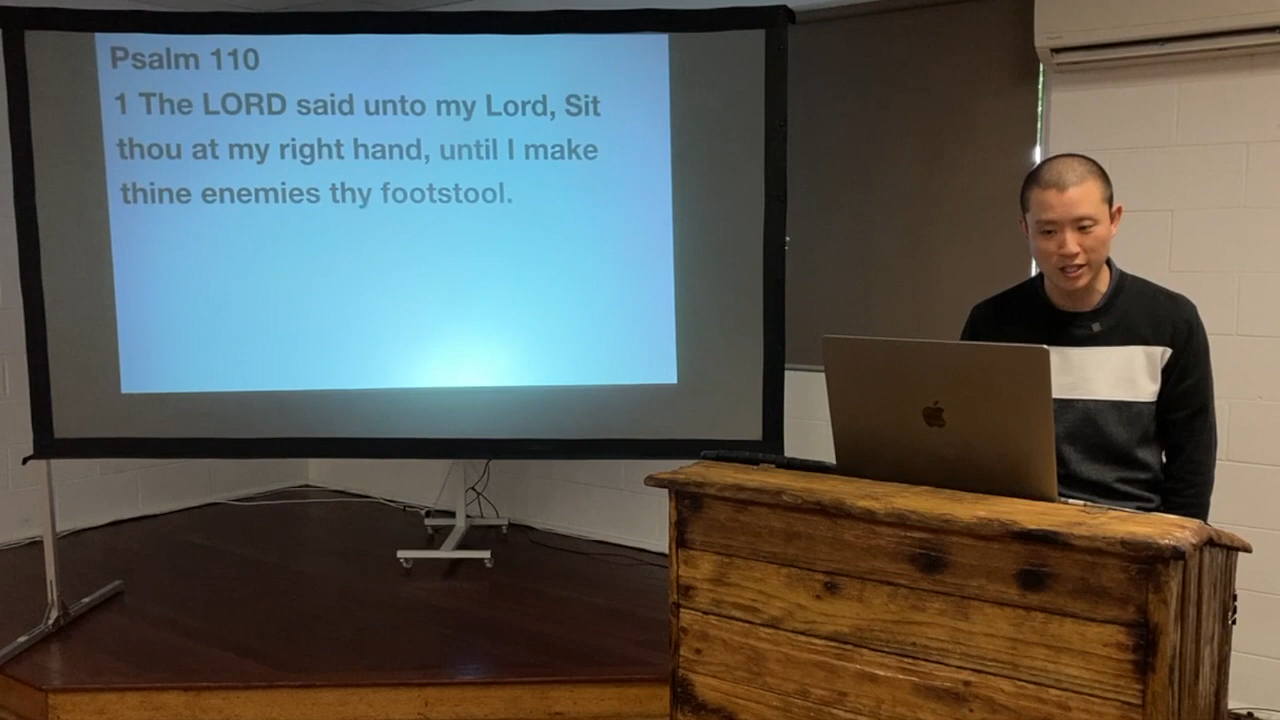 Psalm 110
1 The LORD said unto my Lord, Sit
thou at my right hand, until I make
thine enemies thy footstool.